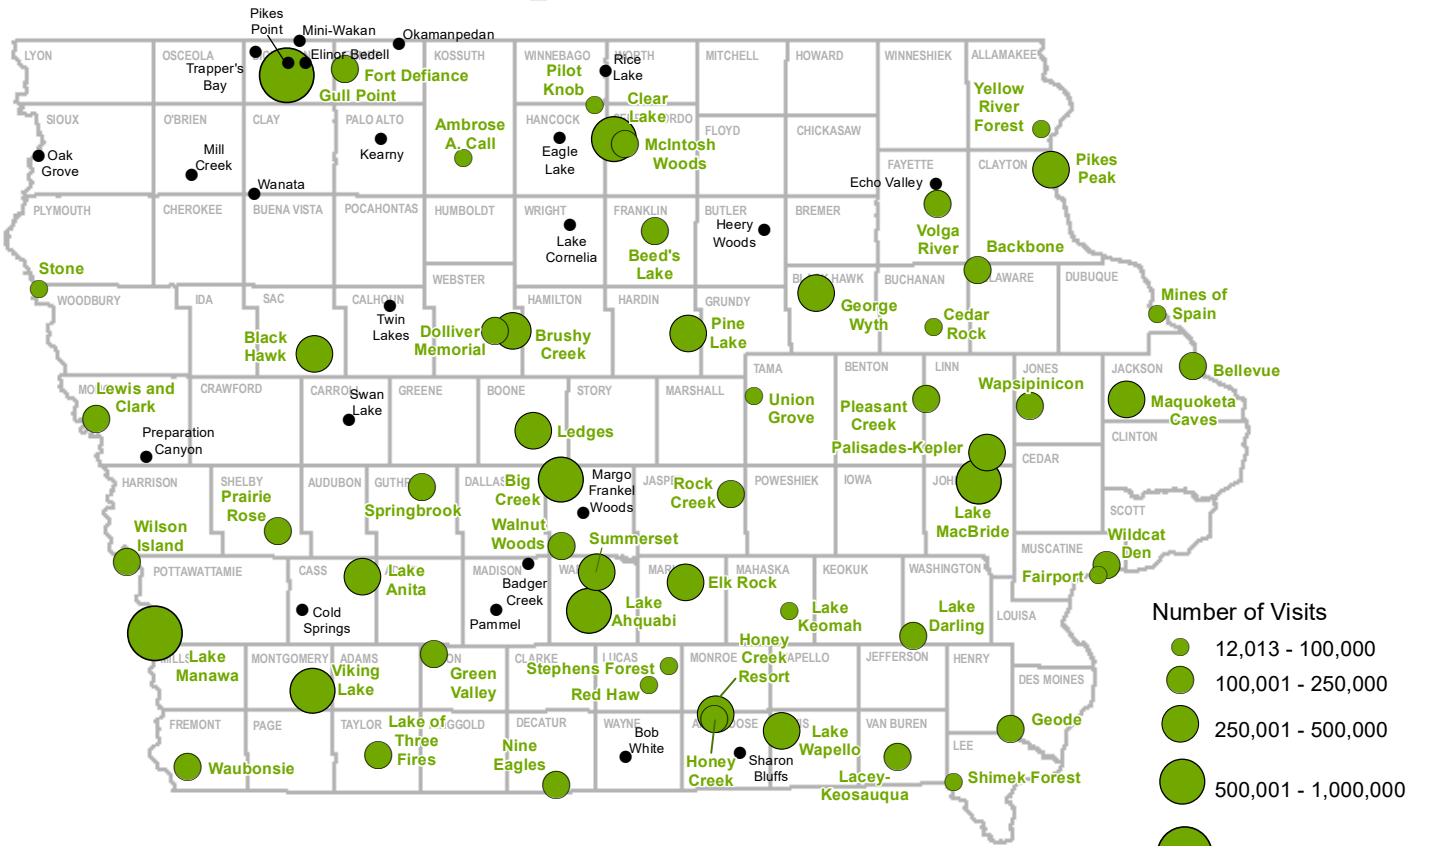 Pikes
Point
Mini-Wakan
Okamanpedan
Elinor Bedell
Trapper's
Bay
Fort Defiance
Gull Point
LYON
OSCEOLA
KOSSUTH
WINNEBAGO
WORTH
MITCHELL
HOWARD
WINNESHIEK
ALLAMAKEE
Rice
Lake
Pilot
Knob
Clear
Lake
McIntosh
Woods
Yellow
River
Forest
SIOUX
O'BRIEN
CLAY
PALO ALTO
HANCOCK
FLOYD
CHICKASAW
FAYETTE
CLAYTON
Oak
Grove
Mill
Creek
Wanata
Kearny
Ambrose
A. Call
Eagle
Lake
Echo Valley
Pikes
Peak
PLYMOUTH
CHEROKEE
BUENA VISTA
POCAHONTAS
HUMBOLDT
WRIGHT
FRANKLIN
BUTLER
BREMER
Lake
Cornelia
Beed's
Lake
Heery
Woods
Volga
River
Backbone
Stone
WOODBURY
IDA
SAC
CALHOUN
WEBSTER
HAMILTON
HARDIN
GRUNDY
BUCHANAN
DUBUQUE
Black
Hawk
Twin
Lakes
Dolliver
Memorial
Brushy
Creek
Pine
Lake
George
Wyth
Cedar
Rock
Mines of
Spain
Lewis and
Clark
CRAWFORD
CARROLL
GREENE
BOONE
STORY
MARSHALL
TAMA
BENTON
LINN
JONES
JACKSON
Swan
Lake
Preparation
Canyon
Ledges
Union
Grove
Pleasant
Creek
Wapsipinicon
Bellevue
Maquoketa
Caves
Palisades-Kepler
CLINTON
CEDAR
HARRISON
SHELBY
AUDUBON
DALLAS
POWESHIEK
IOWA
SCOTT
Prairie
Rose
Springbrook
Big
Creek
Margo
Frankel
Woods
Rock
Creek
Lake
MacBride
Wilson
Island
Walnut
Woods
Summerset
MUSCATINE
Wildcat
Den
Fairport
POTTAWATTAMIE
CASS
MADISON
MAHASKA
KEOKUK
WASHINGTON
LOUISA
Lake
Anita
Badger
Creek
Cold
Springs
Pammel
Lake
Ahquabi
Elk Rock
Lake
Keomah
Lake
Darling
Lake
Manawa
MILLS
MONTGOMERY
ADAMS
CLARKE
LUCAS
MONROE
JEFFERSON
HENRY
DES MOINES
Viking
Lake
Green
Valley
Stephens Forest
Red Haw
Honey
Creek
Resort
FREMONT
PAGE
TAYLOR
DECATUR
WAYNE
VAN BUREN
LEE
Waubonsie
Lake of
Three
Fires
Nine
Eagles
Bob
White
Honey
Creek
Sharon
Bluffs
Lake
Wapello
Lacey-
Keosauqua
Geode
Shimek Forest
Number of Visits
12,013 - 100,000
100,001 - 250,000
250,001 - 500,000
500,001 - 1,000,000